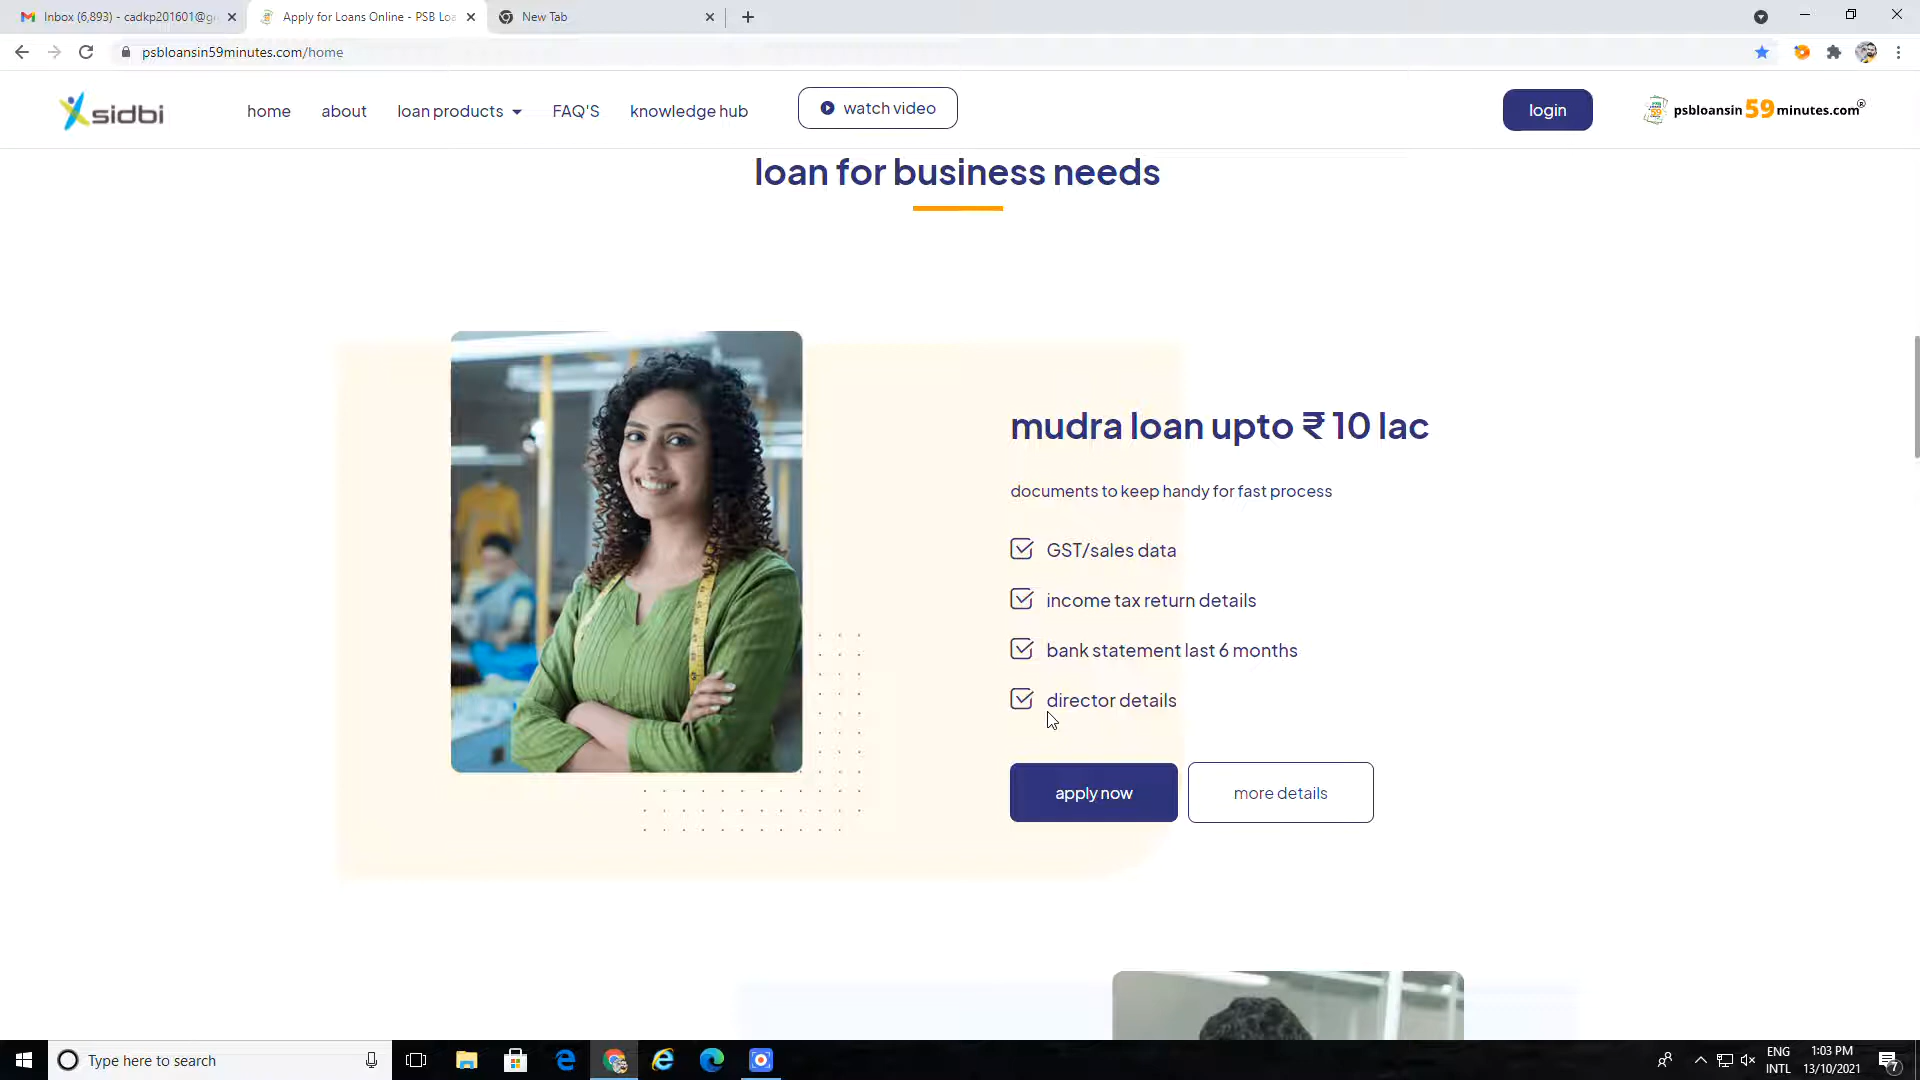 Inbox (6,893) - cadkp201601@g
Apply for Loans Online - PSB Loa
New Tab
psbloansin59minutes.com/home
sidbi
home
about
loan products
FAQ'S
knowledge hub
watch video
login
psbloansin59minutes.com®
loan for business needs
mudra loan upto ₹ 10 lac
documents to keep handy for fast process
GST/sales data
income tax return details
bank statement last 6 months
director details
apply now
more details
Type here to search
ENG
INTL
1:03 PM
13/10/2021
7